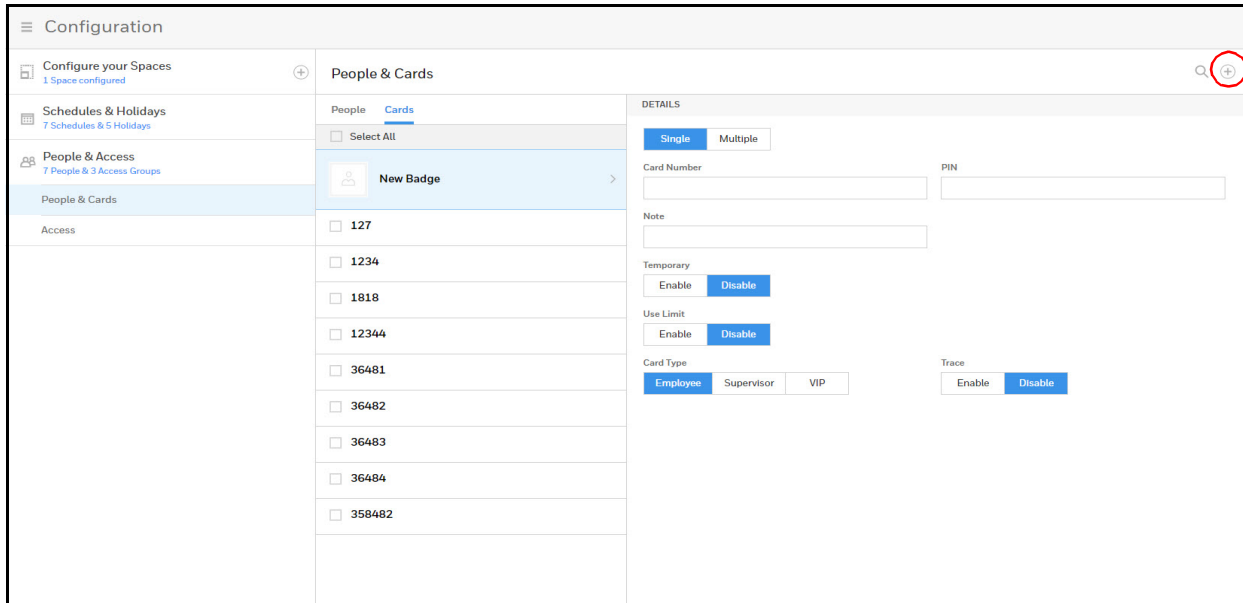 Configuration
Configure your Spaces
1 Space configured
Schedules & Holidays
7 Schedules & 5 Holidays
People & Access
7 People & 3 Access Groups
People & Cards
Access
People & Cards
People Cards
Select All
New Badge
127
1234
1818
12344
36481
36482
36483
36484
358482
DETAILS
Single Multiple
Card Number PIN
Note
Temporary
Enable Disable
Use Limit
Enable Disable
Card Type Trace
Employee Supervisor VIP Enable Disable